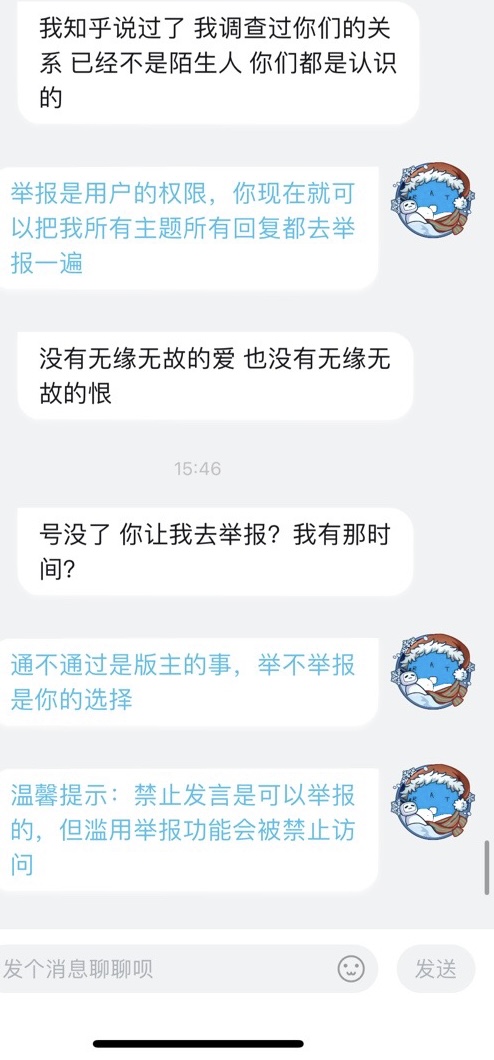 我知乎说过了 我调查过你们的关
系 已经不是陌生人 你们都是认识
的
举报是用户的权限，你现在就可
以把我所有主题所有回复都去举
报一遍
没有无缘无故的爱 也没有无缘无
故的恨
15:46
号没了 你让我去举报？我有那时
间？
通不通过是版主的事，举不举报
是你的选择
温馨提示：禁止发言是可以举报
的，但滥用举报功能会被禁止访
问
发个消息聊聊呗
发送